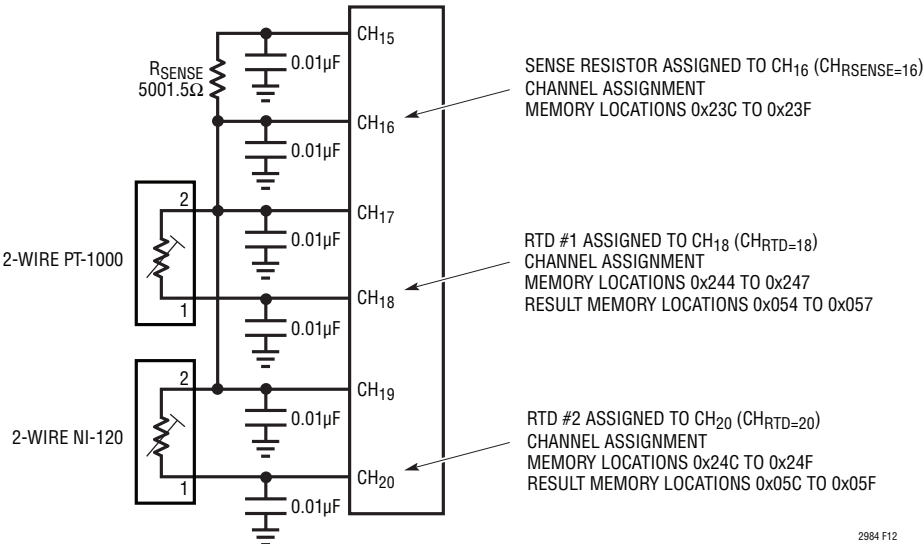 CH15
0.01µF
RSENSE
5001.5Ω
CH16
0.01µF
SENSE RESISTOR ASSIGNED TO CH16 (CHRSENSE=16)
CHANNEL ASSIGNMENT
MEMORY LOCATIONS 0x23C TO 0x23F
2-WIRE PT-1000
2
1
CH17
0.01µF
CH18
0.01µF
RTD #1 ASSIGNED TO CH18 (CHRTD=18)
CHANNEL ASSIGNMENT
MEMORY LOCATIONS 0x244 TO 0x247
RESULT MEMORY LOCATIONS 0x054 TO 0x057
2-WIRE NI-120
2
1
CH19
0.01µF
CH20
0.01µF
RTD #2 ASSIGNED TO CH20 (CHRTD=20)
CHANNEL ASSIGNMENT
MEMORY LOCATIONS 0x24C TO 0x24F
RESULT MEMORY LOCATIONS 0x05C TO 0x05F
2984 F12